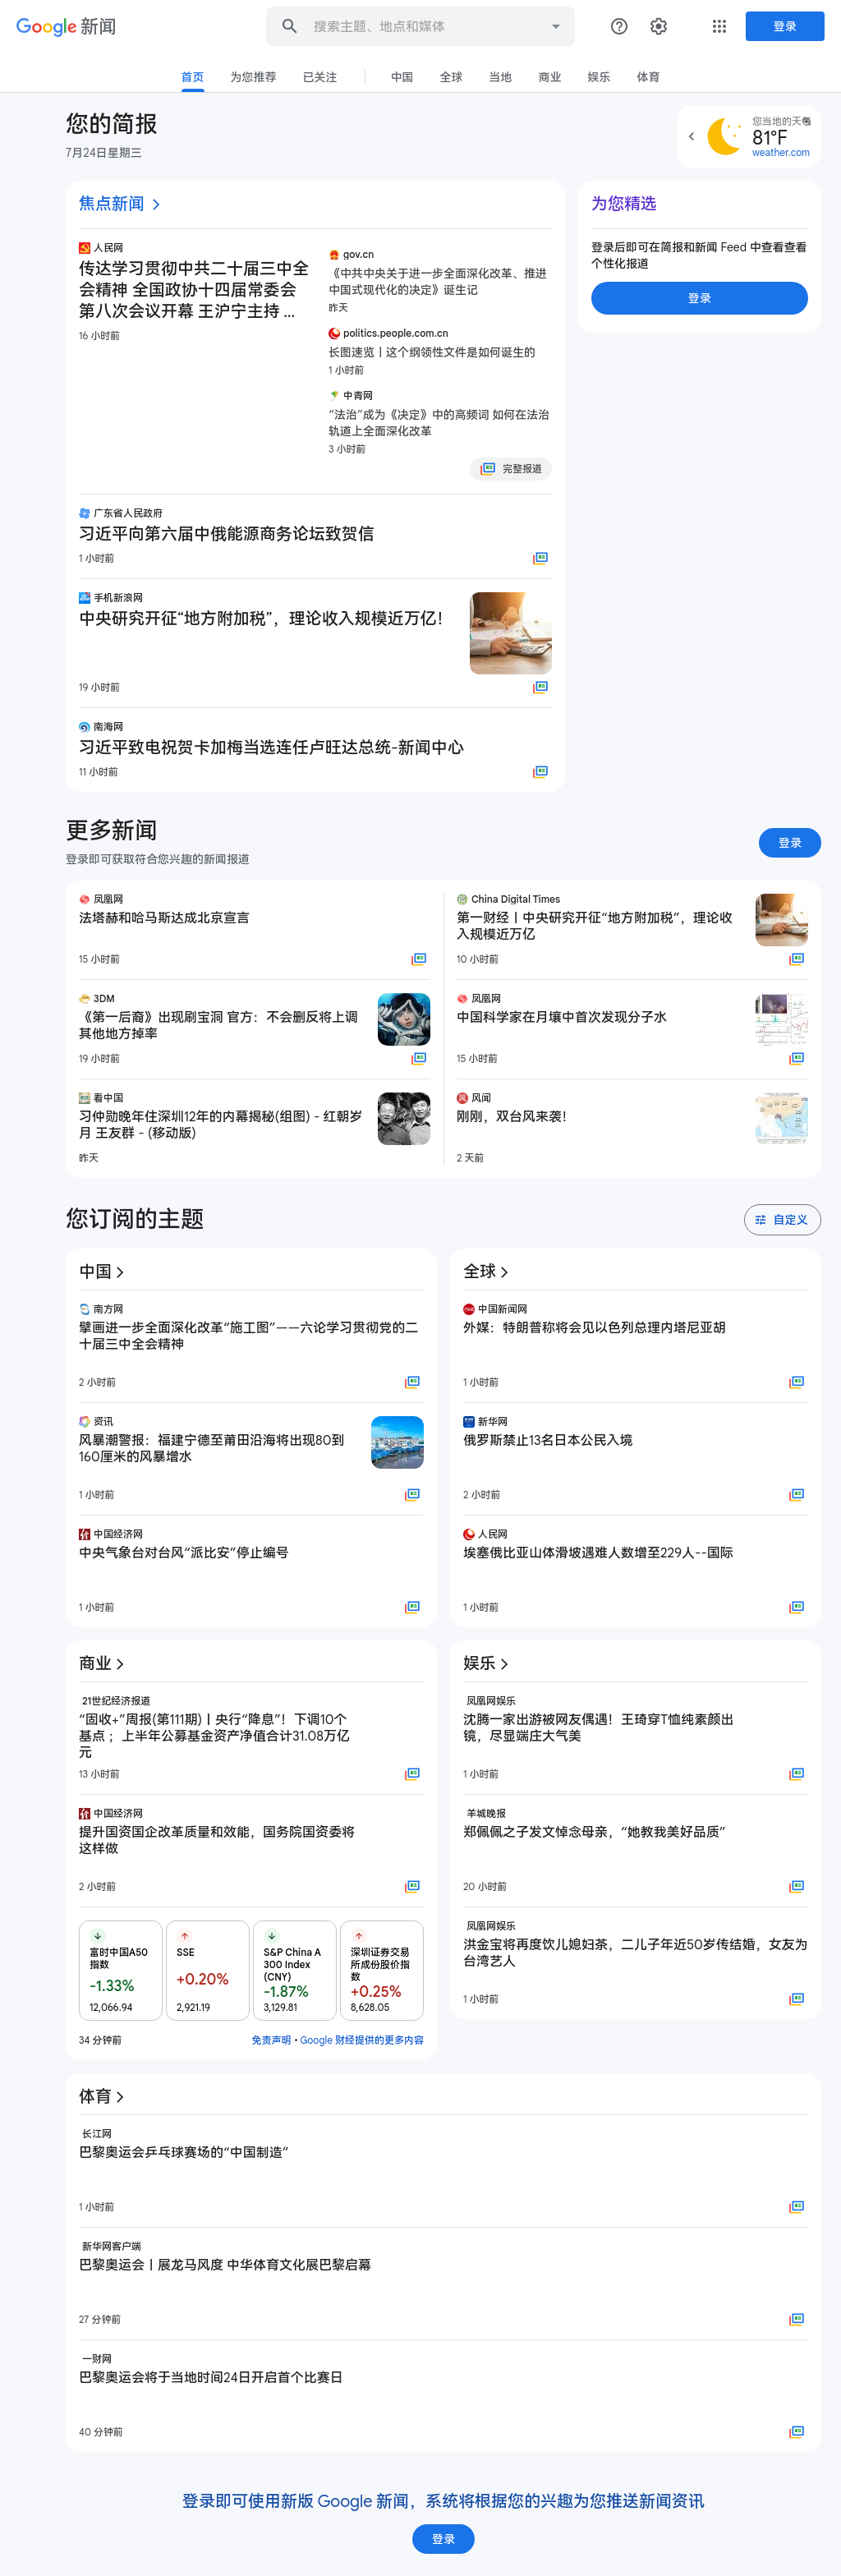 Google 新闻
搜索主题、地点和媒体
登录
首页
为您推荐
已关注
中国
全球
当地
商业
娱乐
体育
您的简报
7月24日星期三
您当地的天气
81°F
weather.com
焦点新闻
人民网
传达学习贯彻中共二十届三中全
会精神 全国政协十四届常委会
第八次会议开幕 王沪宁主持 ...
16 小时前
gov.cn
《中共中央关于进一步全面深化改革、推进
中国式现代化的决定》诞生记
昨天
politics.people.com.cn
长图速览丨这个纲领性文件是如何诞生的
1 小时前
中青网
“法治”成为《决定》中的高频词 如何在法治
轨道上全面深化改革
3 小时前
完整报道
广东省人民政府
习近平向第六届中俄能源商务论坛致贺信
1 小时前
手机新浪网
中央研究开征“地方附加税”，理论收入规模近万亿！
19 小时前
南海网
习近平致电祝贺卡加梅当选连任卢旺达总统-新闻中心
11 小时前
为您精选
登录后即可在简报和新闻 Feed 中查看查看
个性化报道
登录
更多新闻
登录即可获取符合您兴趣的新闻报道
登录
凤凰网
法塔赫和哈马斯达成北京宣言
15 小时前
China Digital Times
第一财经丨中央研究开征“地方附加税”，理论收
入规模近万亿
10 小时前
3DM
《第一后裔》出现刷宝洞 官方：不会删反将上调
其他地方掉率
19 小时前
凤凰网
中国科学家在月壤中首次发现分子水
15 小时前
看中国
习仲勋晚年住深圳12年的内幕揭秘(组图) - 红朝岁
月 王友群 - (移动版)
昨天
风闻
刚刚，双台风来袭！
2 天前
您订阅的主题
自定义
中国
南方网
擘画进一步全面深化改革“施工图”——六论学习贯彻党的二
十届三中全会精神
2 小时前
资讯
风暴潮警报：福建宁德至莆田沿海将出现80到
160厘米的风暴增水
1 小时前
中国经济网
中央气象台对台风“派比安”停止编号
1 小时前
全球
中国新闻网
外媒：特朗普称将会见以色列总理内塔尼亚胡
1 小时前
新华网
俄罗斯禁止13名日本公民入境
2 小时前
人民网
埃塞俄比亚山体滑坡遇难人数增至229人--国际
1 小时前
商业
21世纪经济报道
“固收+”周报(第111期)丨央行“降息”！下调10个
基点 ；上半年公募基金资产净值合计31.08万亿
元
13 小时前
中国经济网
提升国资国企改革质量和效能，国务院国资委将
这样做
2 小时前
富时中国A50
指数
-1.33%
12,066.94
SSE
+0.20%
2,921.19
S&P China A
300 Index
(CNY)
-1.87%
3,129.81
深圳证券交易
所成份股价指
数
+0.25%
8,628.05
34 分钟前
免责声明 • Google 财经提供的更多内容
娱乐
凤凰网娱乐
沈腾一家出游被网友偶遇！王琦穿T恤纯素颜出
镜，尽显端庄大气美
1 小时前
羊城晚报
郑佩佩之子发文悼念母亲，“她教我美好品质”
20 小时前
凤凰网娱乐
洪金宝将再度饮儿媳妇茶，二儿子年近50岁传结婚，女友为
台湾艺人
1 小时前
体育
长江网
巴黎奥运会乒乓球赛场的“中国制造”
1 小时前
新华网客户端
巴黎奥运会丨展龙马风度 中华体育文化展巴黎启幕
27 分钟前
一财网
巴黎奥运会将于当地时间24日开启首个比赛日
40 分钟前
登录即可使用新版 Google 新闻，系统将根据您的兴趣为您推送新闻资讯
登录